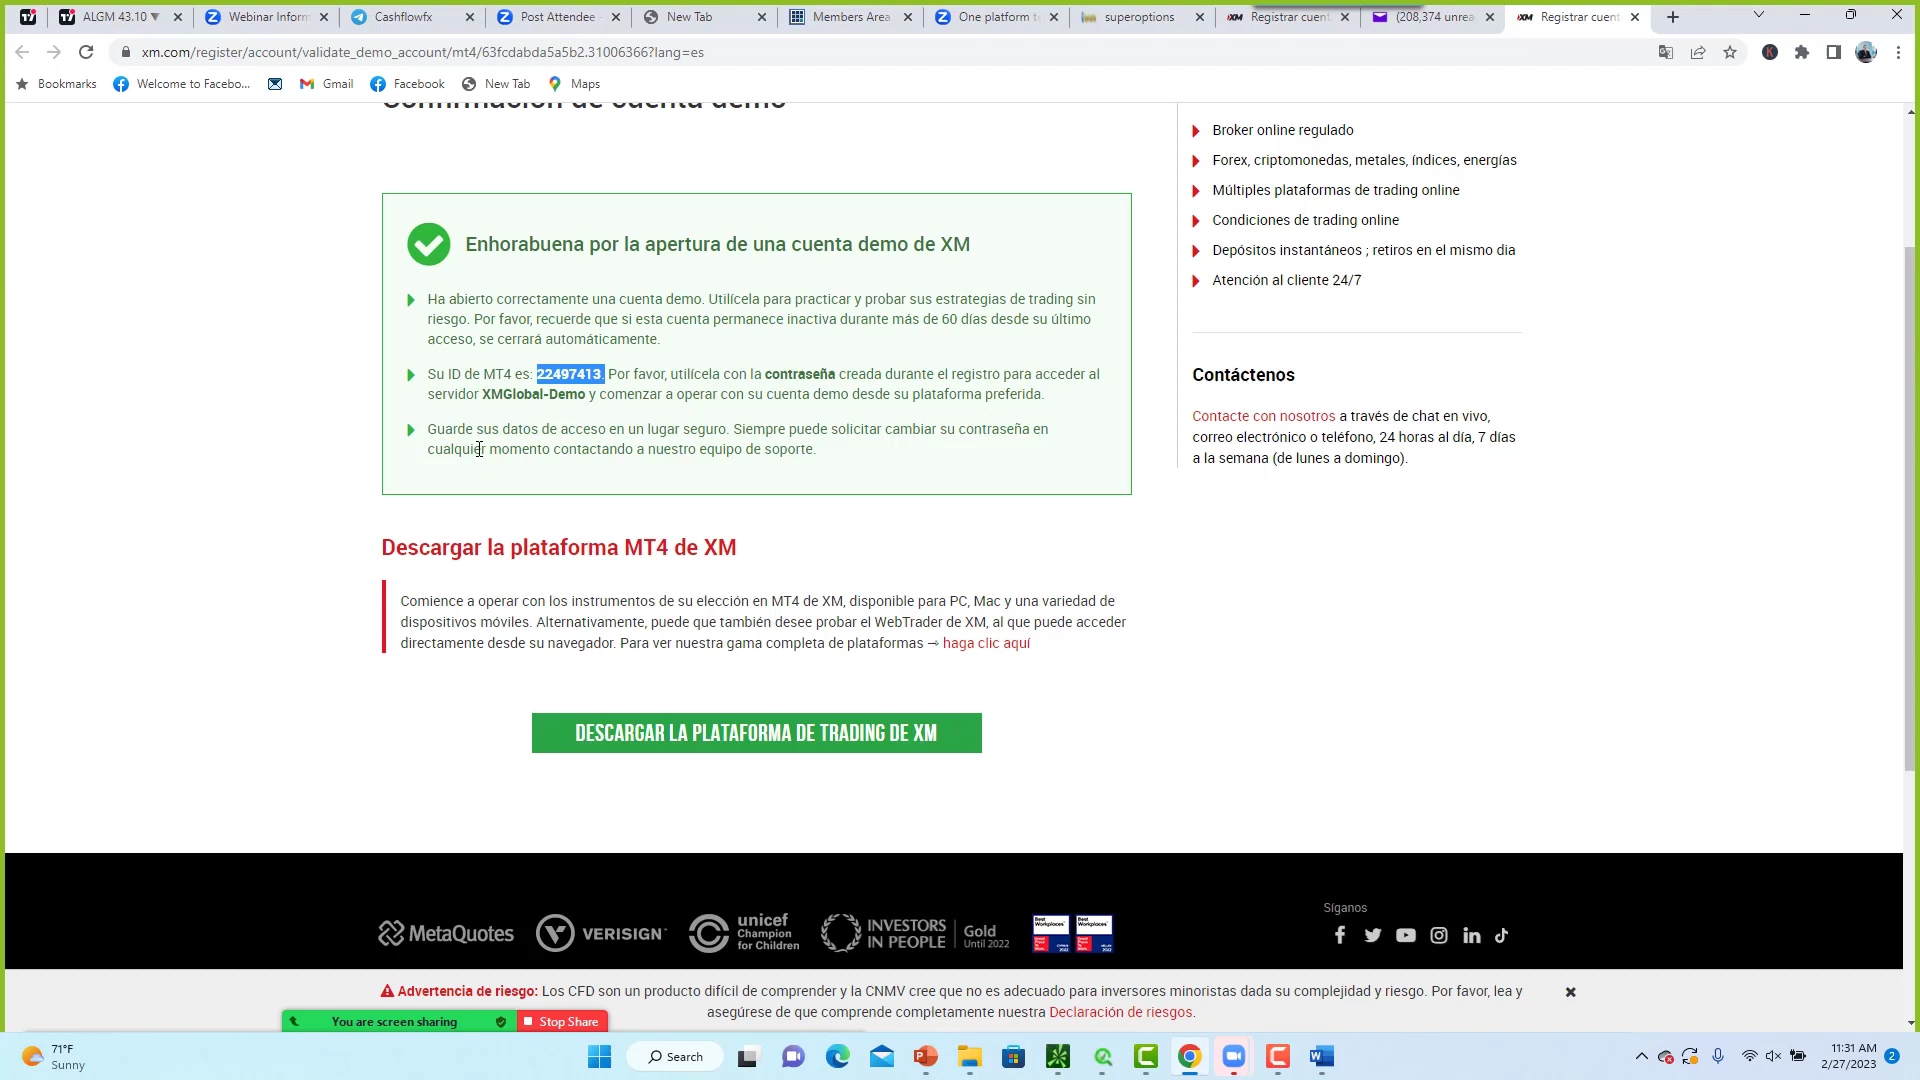 ALGM 43.10 ▼
Webinar Inform
Cashflowfx
Post Attendee
New Tab
Members Area
One platform t
superoptions
Registrar cuent
(208,374 unrea
Registrar cuent
xm.com/register/account/validate_demo_account/mt4/63fcdabda5a5b2.31006366?lang=es
Bookmarks
Welcome to Facebo...
Gmail
Facebook
New Tab
Maps
Confirmación de cuenta demo
Enhorabuena por la apertura de una cuenta demo de XM
Ha abierto correctamente una cuenta demo. Utilícela para practicar y probar sus estrategias de trading sin
riesgo. Por favor, recuerde que si esta cuenta permanece inactiva durante más de 60 días desde su último
acceso, se cerrará automáticamente.
Su ID de MT4 es: 22497413. Por favor, utilícela con la contraseña creada durante el registro para acceder al
servidor XMGlobal-Demo y comenzar a operar con su cuenta demo desde su plataforma preferida.
Guarde sus datos de acceso en un lugar seguro. Siempre puede solicitar cambiar su contraseña en
cualquier momento contactando a nuestro equipo de soporte.
Descargar la plataforma MT4 de XM
Comience a operar con los instrumentos de su elección en MT4 de XM, disponible para PC, Mac y una variedad de
dispositivos móviles. Alternativamente, puede que también desee probar el WebTrader de XM, al que puede acceder
directamente desde su navegador. Para ver nuestra gama completa de plataformas → haga clic aquí
DESCARGAR LA PLATAFORMA DE TRADING DE XM
Broker online regulado
Forex, criptomonedas, metales, índices, energías
Múltiples plataformas de trading online
Condiciones de trading online
Depósitos instantáneos ; retiros en el mismo dia
Atención al cliente 24/7
Contáctenos
Contacte con nosotros a través de chat en vivo,
correo electrónico o teléfono, 24 horas al día, 7 días
a la semana (de lunes a domingo).
MetaQuotes
VERISIGN
unicef
Champion
for Children
INVESTORS
IN PEOPLE
Gold
Until 2022
Síganos
Advertencia de riesgo: Los CFD son un producto difícil de comprender y la CNMV cree que no es adecuado para inversores minoristas dada su complejidad y riesgo. Por favor, lea y
asegúrese de que comprende completamente nuestra Declaración de riesgos.
You are screen sharing
Stop Share
71°F
Sunny
Search
11:31 AM
2/27/2023
2